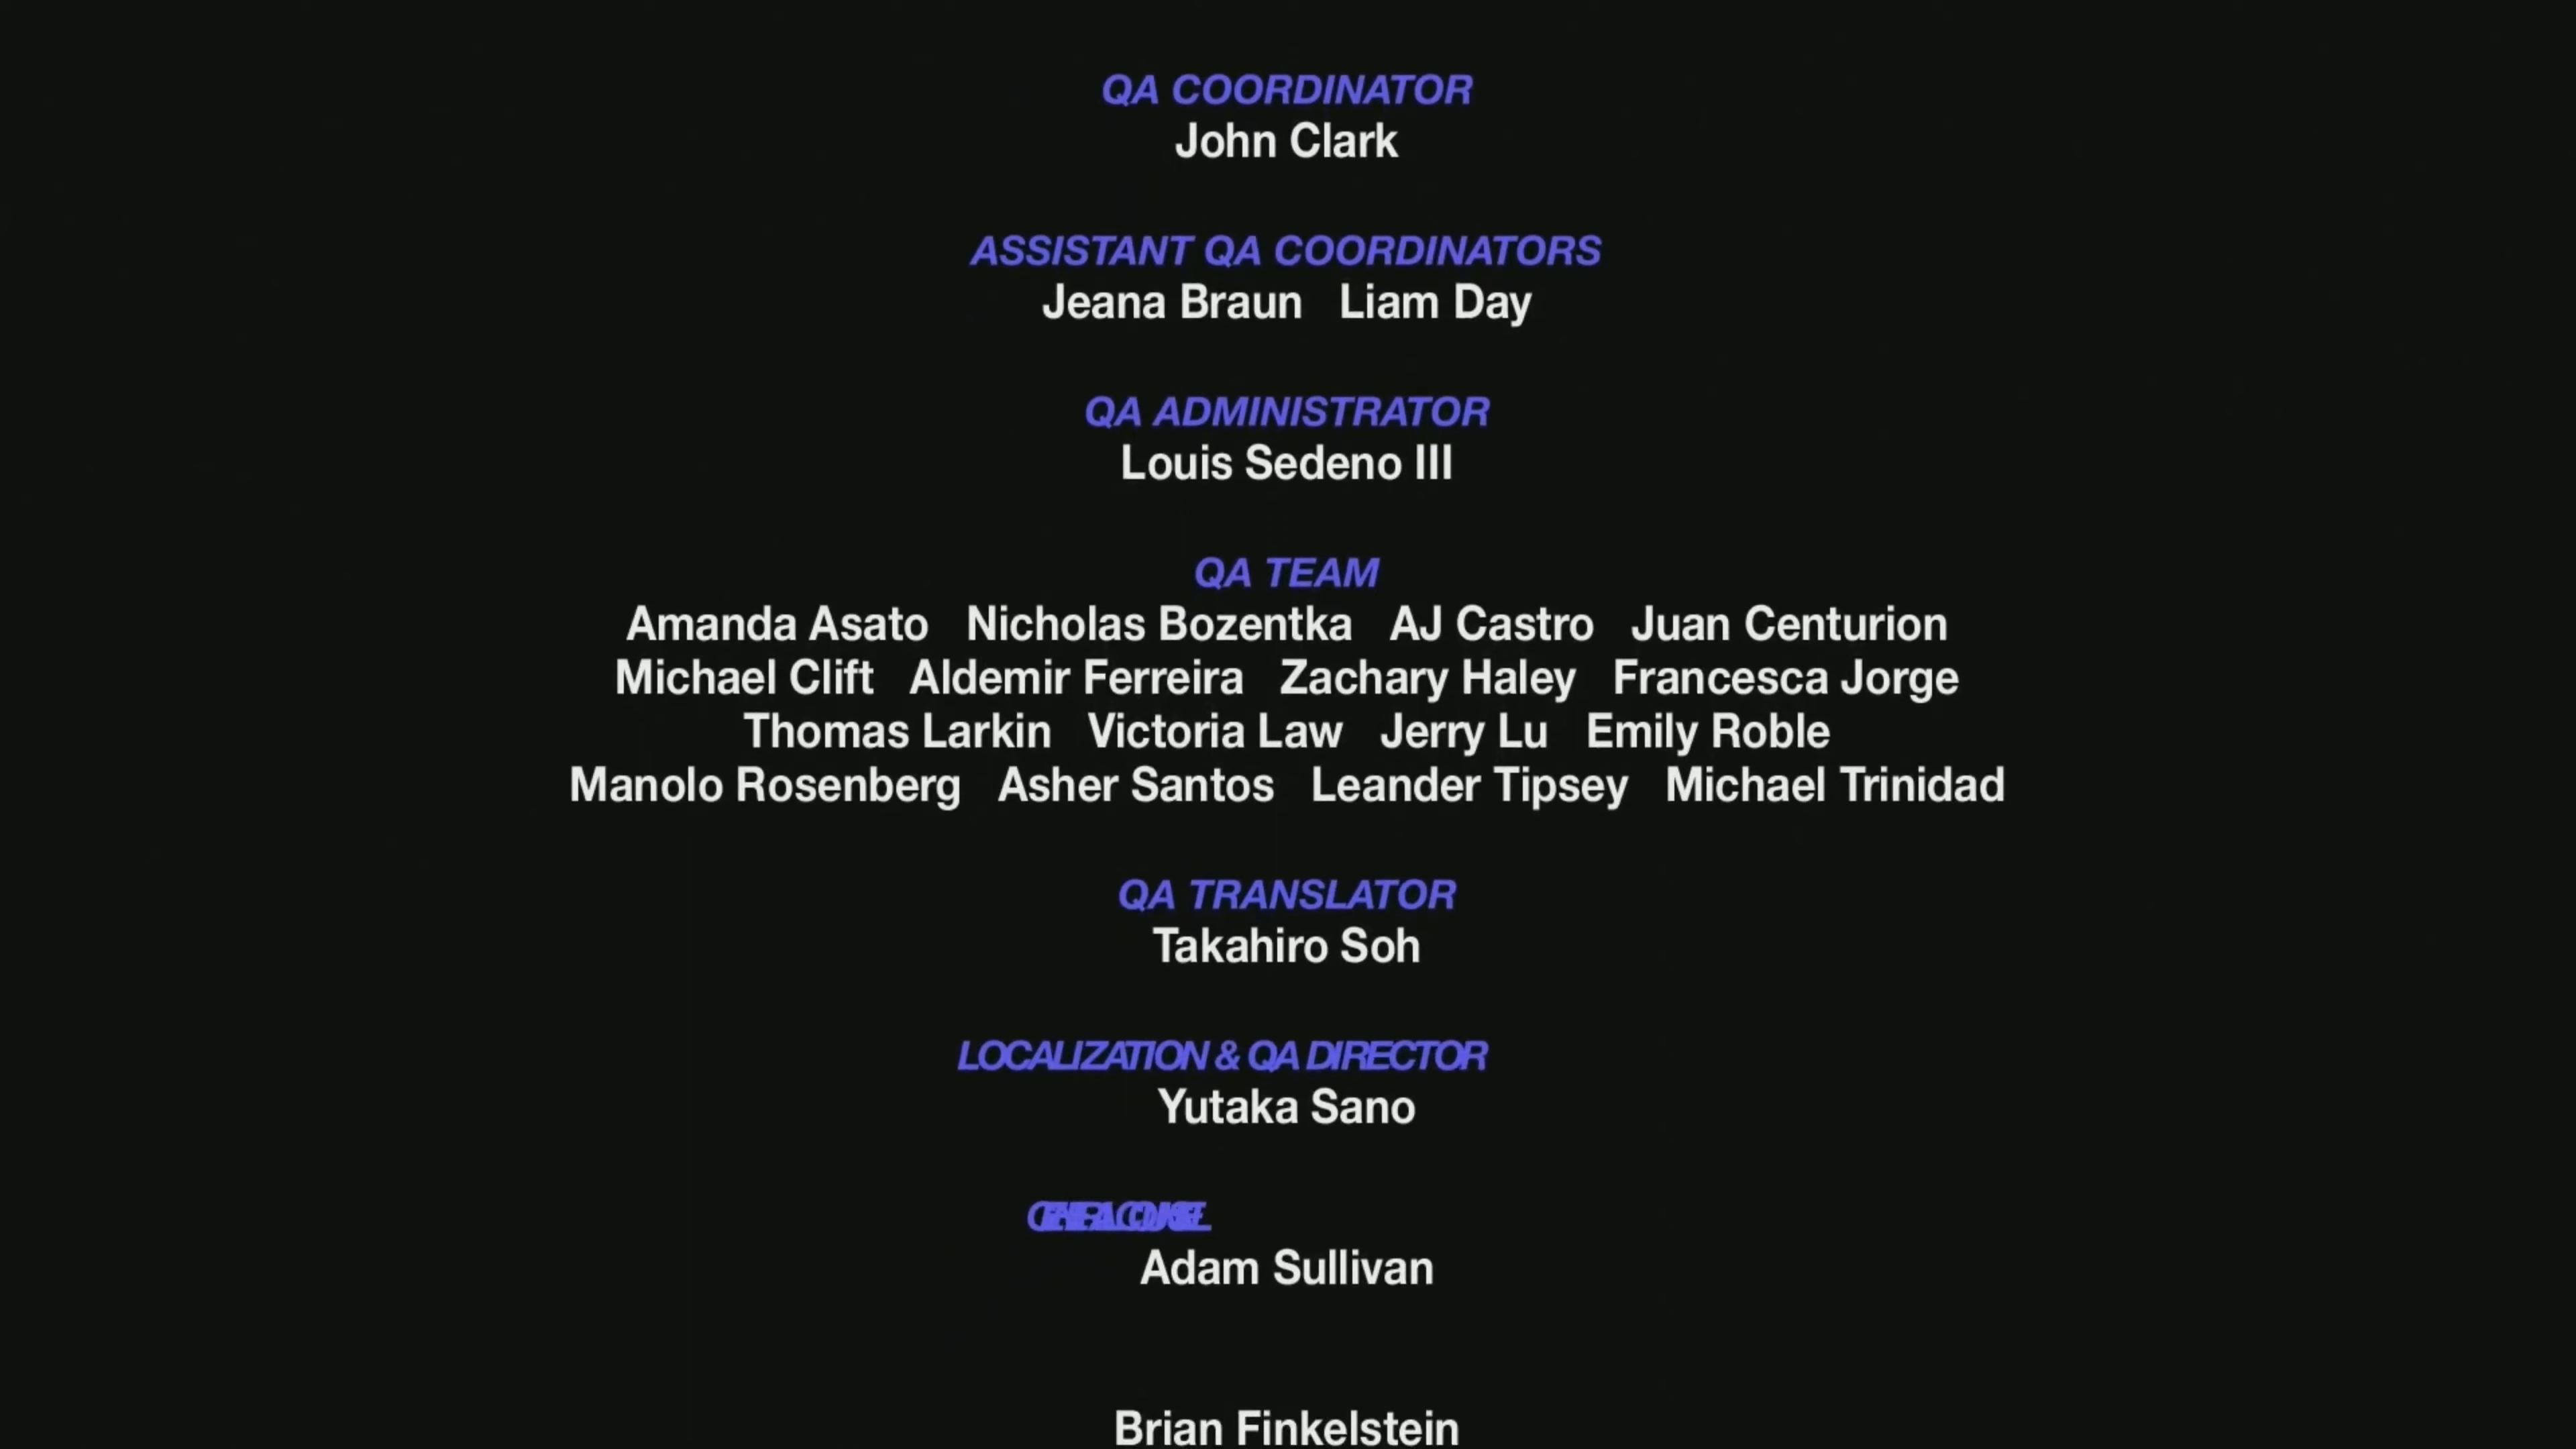 QA COORDINATOR
John Clark
ASSISTANT QA COORDINATORS
Jeana Braun Liam Day
QA ADMINISTRATOR
Louis Sedeno III
QA TEAM
Amanda Asato Nicholas Bozentka AJ Castro Juan Centurion
Michael Clift Aldemir Ferreira Zachary Haley Francesca Jorge
Thomas Larkin Victoria Law Jerry Lu Emily Roble
Manolo Rosenberg Asher Santos Leander Tipsey Michael Trinidad
QA TRANSLATOR
Takahiro Soh
LOCALIZATION & QA DIRECTOR
Yutaka Sano
GENERAL COUNSEL
Adam Sullivan
Brian Finkelstein